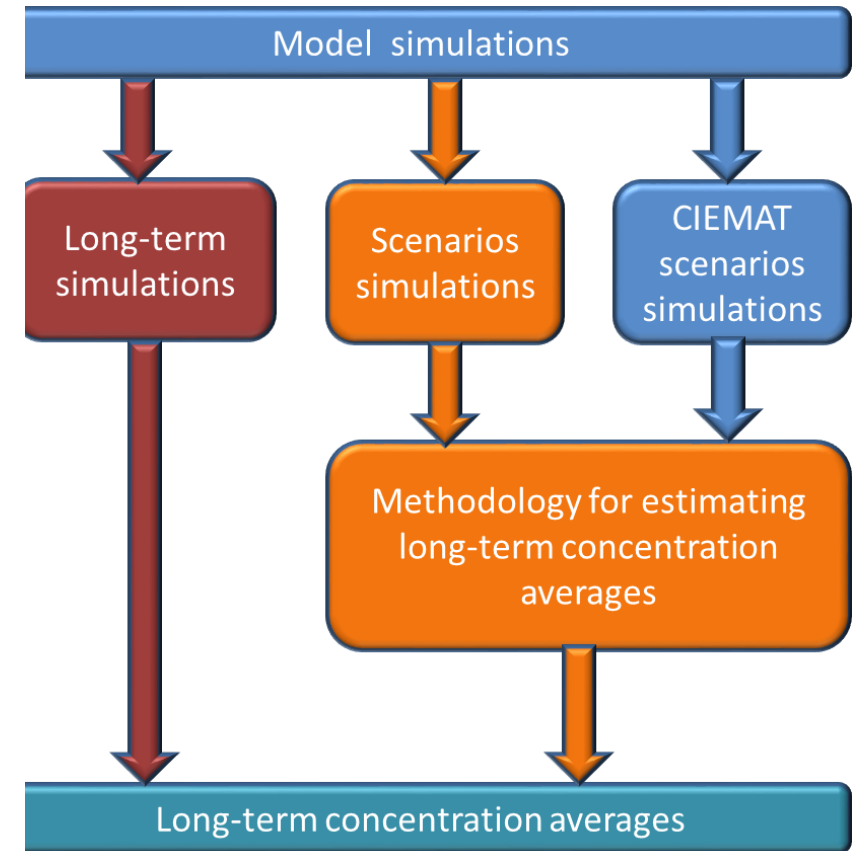 Model simulations
Long-term
simulations
Scenarios
simulations
CIEMAT
scenarios
simulations
Methodology for estimating
long-term concentration
averages
Long-term concentration averages